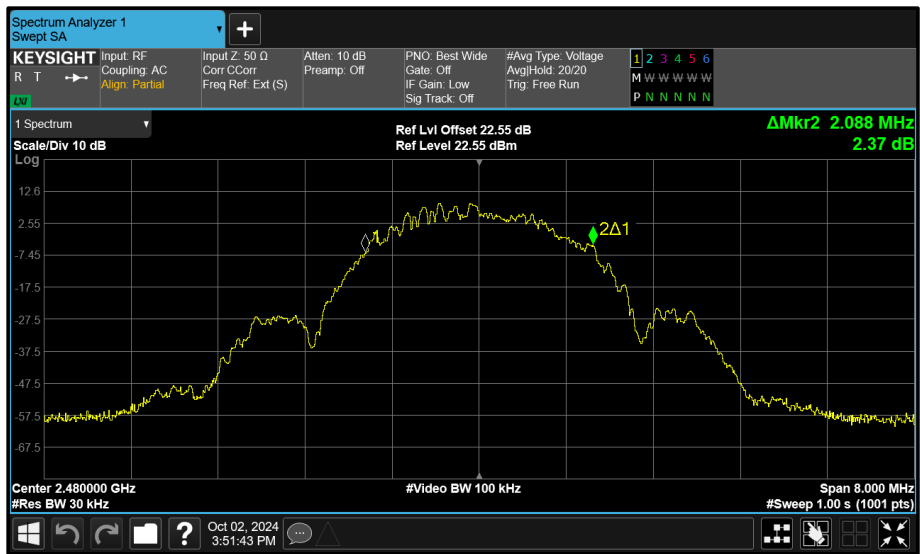 Spectrum Analyzer 1
Swept SA
KEYSIGHT
R T
LXI
Input: RF
Coupling: AC
Align: Partial
Input Z: 50 Ω
Corr CCorr
Freq Ref: Ext (S)
Atten: 10 dB
Preamp: Off
PNO: Best Wide
Gate: Off
IF Gain: Low
Sig Track: Off
#Avg Type: Voltage
Avg|Hold: 20/20
Trig: Free Run
1 2 3 4 5 6
M W W W W W
P N N N N N
1 Spectrum
Scale/Div 10 dB
Ref Lvl Offset 22.55 dB
Ref Level 22.55 dBm
ΔMkr2 2.088 MHz
2.37 dB
Log
12.6
2.55
-7.45
-17.5
-27.5
-37.5
-47.5
-57.5
-67.5
2Δ1
Center 2.480000 GHz
#Video BW 100 kHz
Span 8.000 MHz
#Res BW 30 kHz
#Sweep 1.00 s (1001 pts)
?
Oct 02, 2024
3:51:43 PM